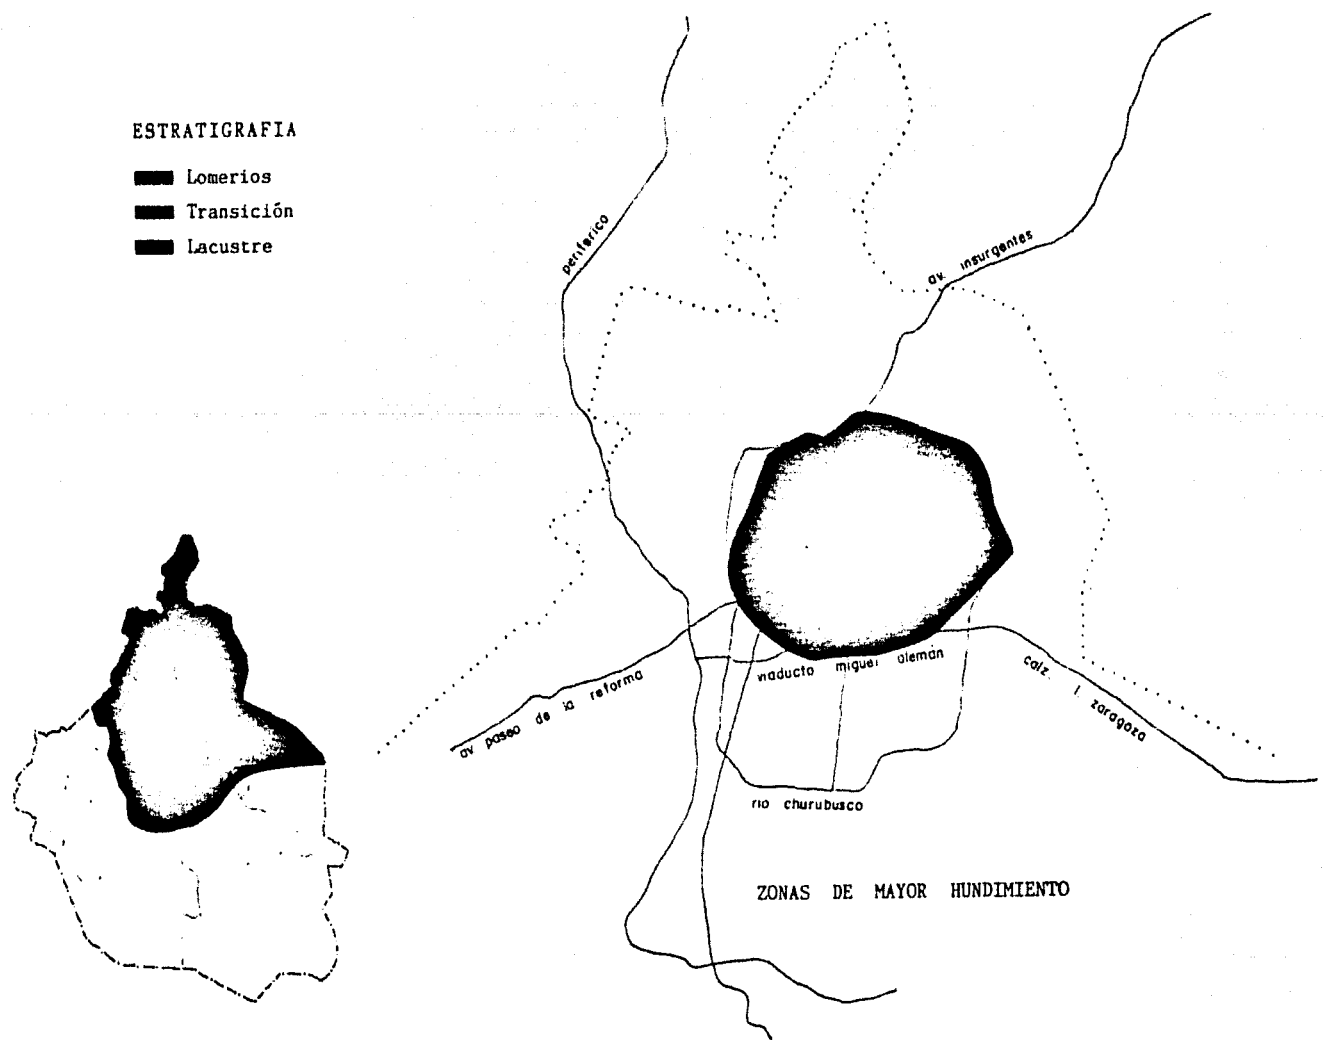 ESTRATIGRAFIA
Lomerios
Transición
Lacustre
periferico
av. insurgentes
av paseo de la reforma
viaducto miguel alemán
calz. I. zaragoza
rio churubusco
ZONAS DE MAYOR HUNDIMIENTO